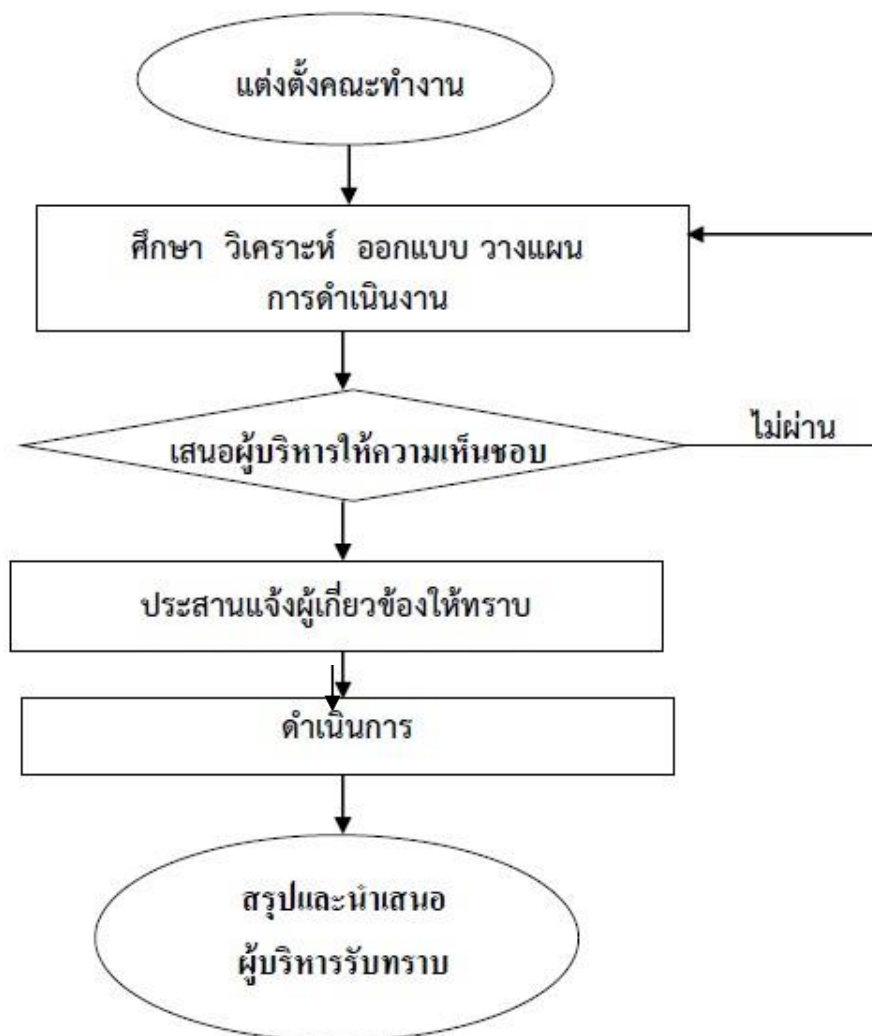 แต่งตั้งคณะทำงาน
ศึกษา วิเคราะห์ ออกแบบ วางแผน
การดำเนินงาน
เสนอผู้บริหารให้ความเห็นชอบ
ไม่ผ่าน
ประสานแจ้งผู้เกี่ยวข้องให้ทราบ
ดำเนินการ
สรุปและนำเสนอ
ผู้บริหารรับทราบ